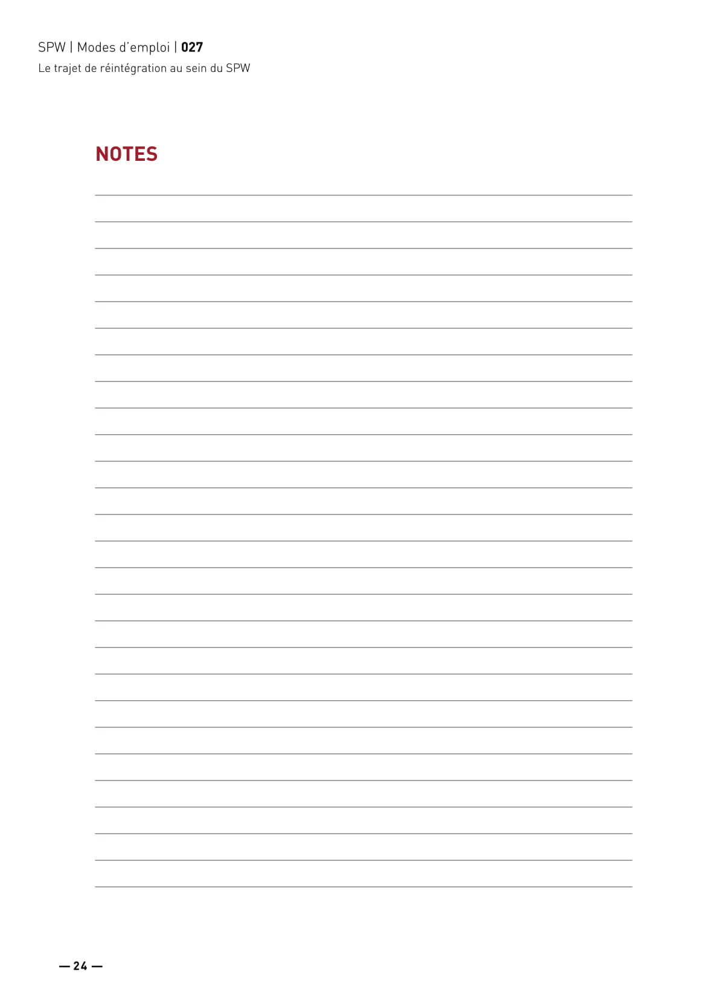 SPW | Modes d'emploi | 027
Le trajet de réintégration au sein du SPW
NOTES
— 24 —